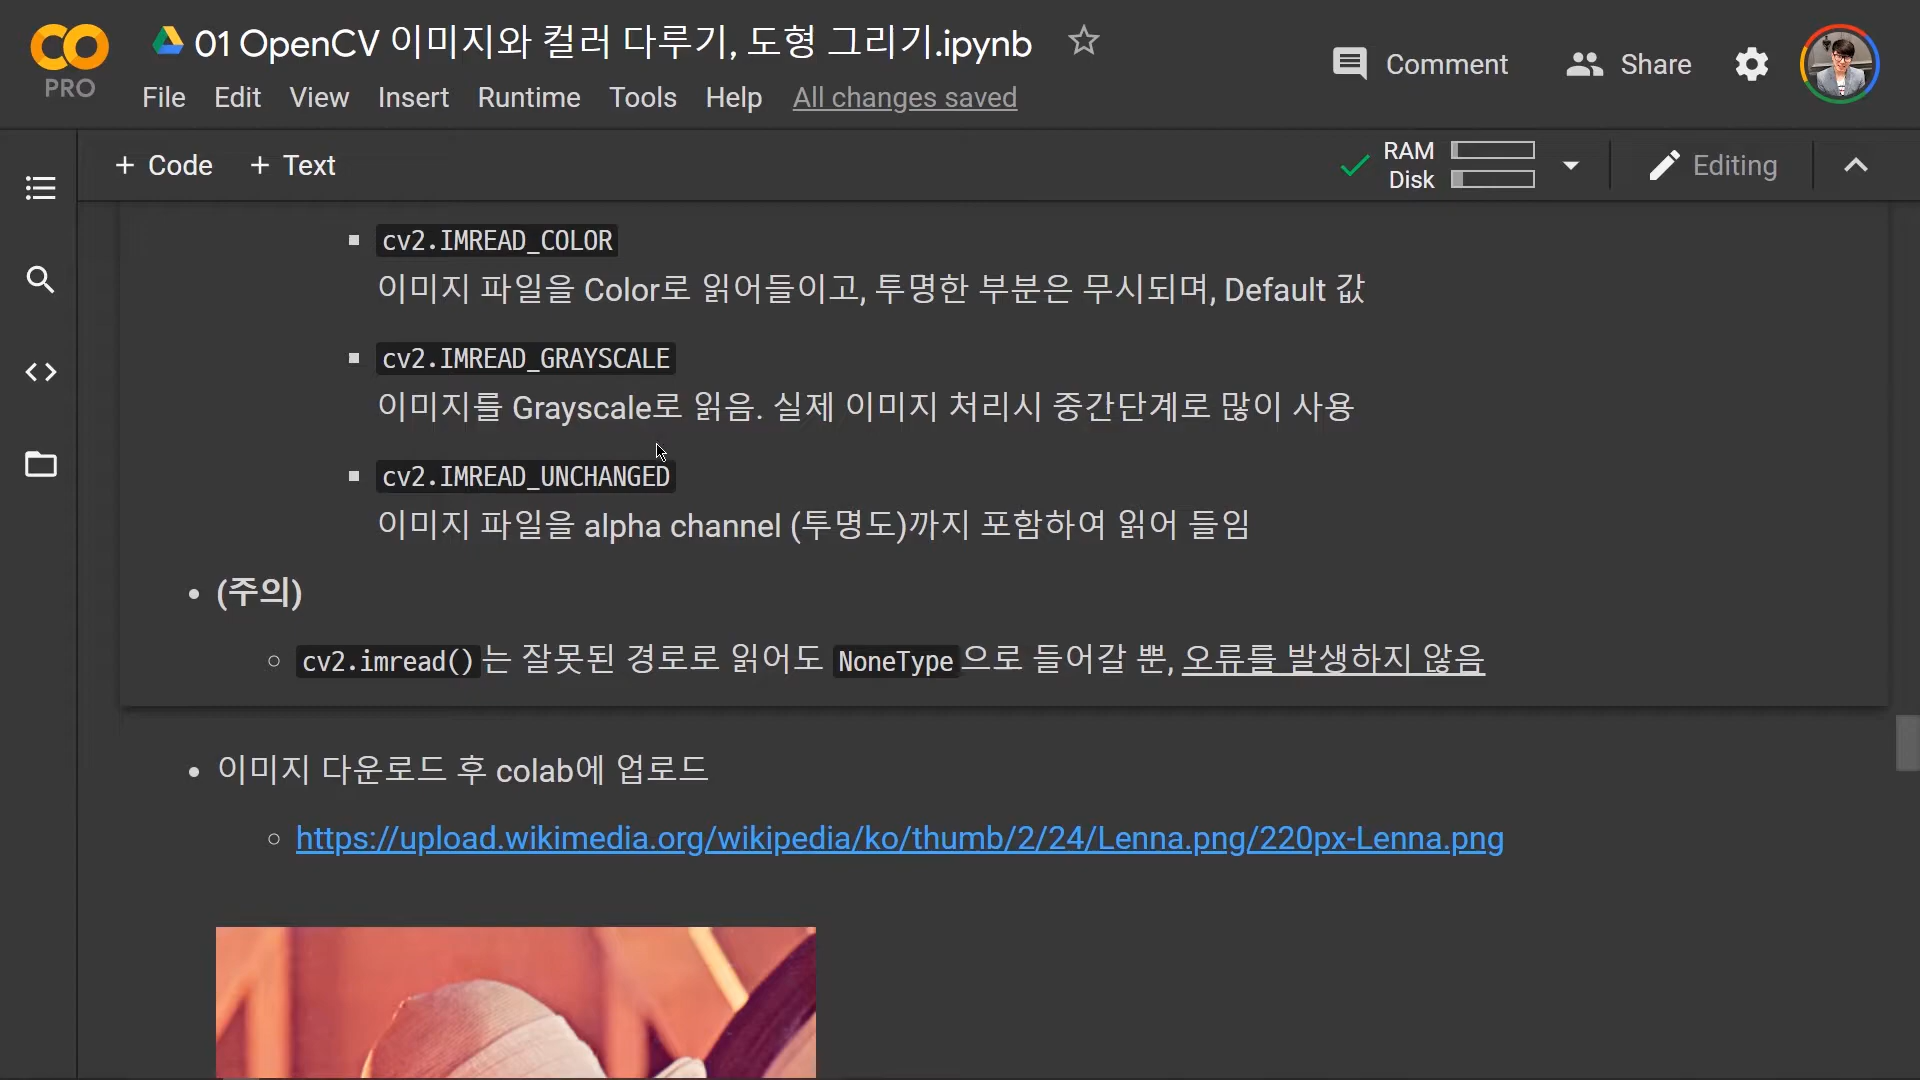 01 OpenCV 이미지와 컬러 다루기, 도형 그리기.ipynb
PRO
File Edit View Insert Runtime Tools Help All changes saved
Comment
Share
+ Code + Text
RAM
Disk
Editing
cv2.IMREAD_COLOR
이미지 파일을 Color로 읽어들이고, 투명한 부분은 무시되며, Default 값
cv2.IMREAD_GRAYSCALE
이미지를 Grayscale로 읽음. 실제 이미지 처리시 중간단계로 많이 사용
cv2.IMREAD_UNCHANGED
이미지 파일을 alpha channel (투명도)까지 포함하여 읽어 들임
(주의)
cv2.imread()는 잘못된 경로로 읽어도 NoneType으로 들어갈 뿐, 오류를 발생하지 않음
이미지 다운로드 후 colab에 업로드
https://upload.wikimedia.org/wikipedia/ko/thumb/2/24/Lenna.png/220px-Lenna.png